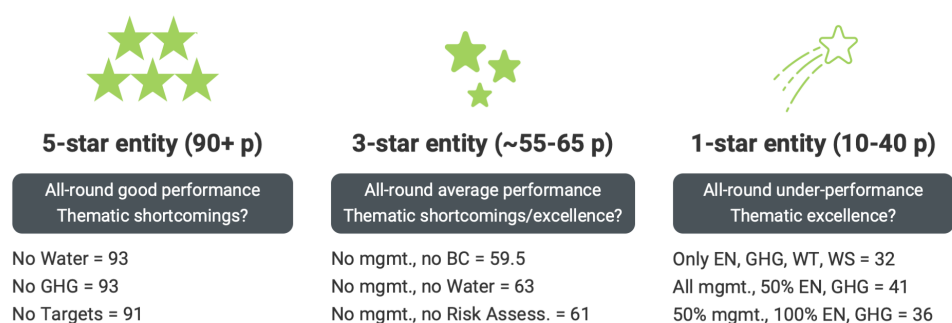 5-star entity (90+ p)
All-round good performance
Thematic shortcomings?
No Water = 93
No GHG = 93
No Targets = 91
3-star entity (~55-65 p)
All-round average performance
Thematic shortcomings/excellence?
No mgmt., no BC = 59.5
No mgmt., no Water = 63
No mgmt., no Risk Assess. = 61
1-star entity (10-40 p)
All-round under-performance
Thematic excellence?
Only EN, GHG, WT, WS = 32
All mgmt., 50% EN, GHG = 41
50% mgmt., 100% EN, GHG = 36